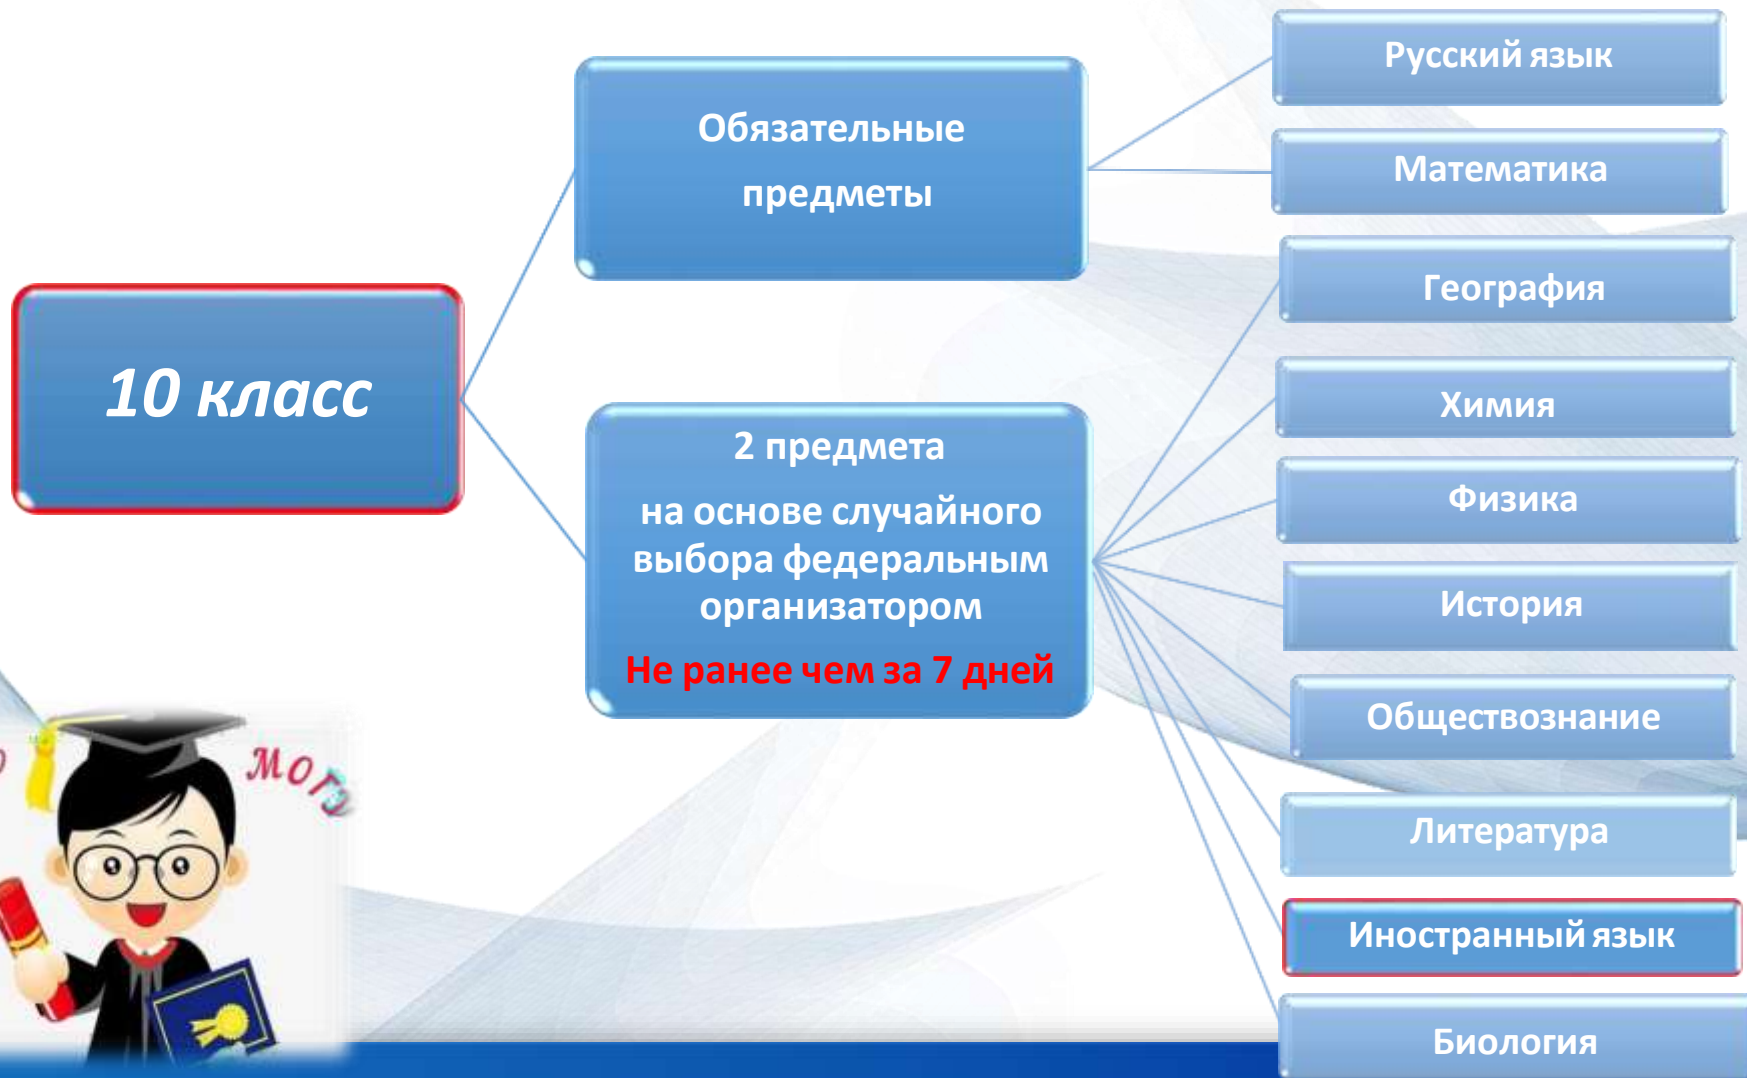 10 класс
Обязательные
предметы
2 предмета
на основе случайного
выбора федеральным
организатором
Не ранее чем за 7 дней
Русский язык
Математика
География
Химия
Физика
История
Обществознание
Литература
Иностранный язык
Биология
могу